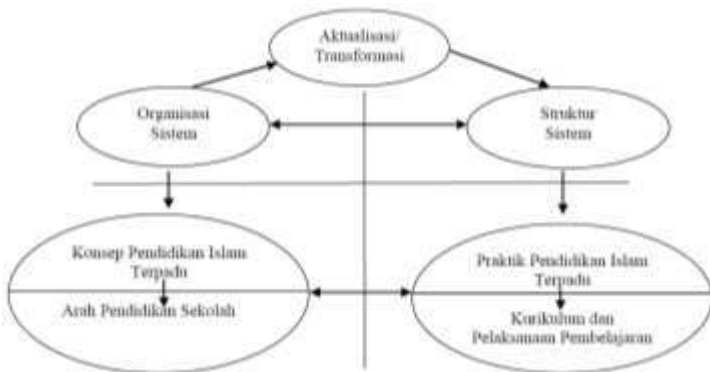 Aktualisasi/
Transformasi
Organisasi
Sistem
Struktur
Sistem
Konsep Pendidikan Islam
Terpadu
Arah Pendidikan Sekolah
Praktik Pendidikan Islam
Terpadu
Kurikulum dan
Pelaksanaan Pembelajaran